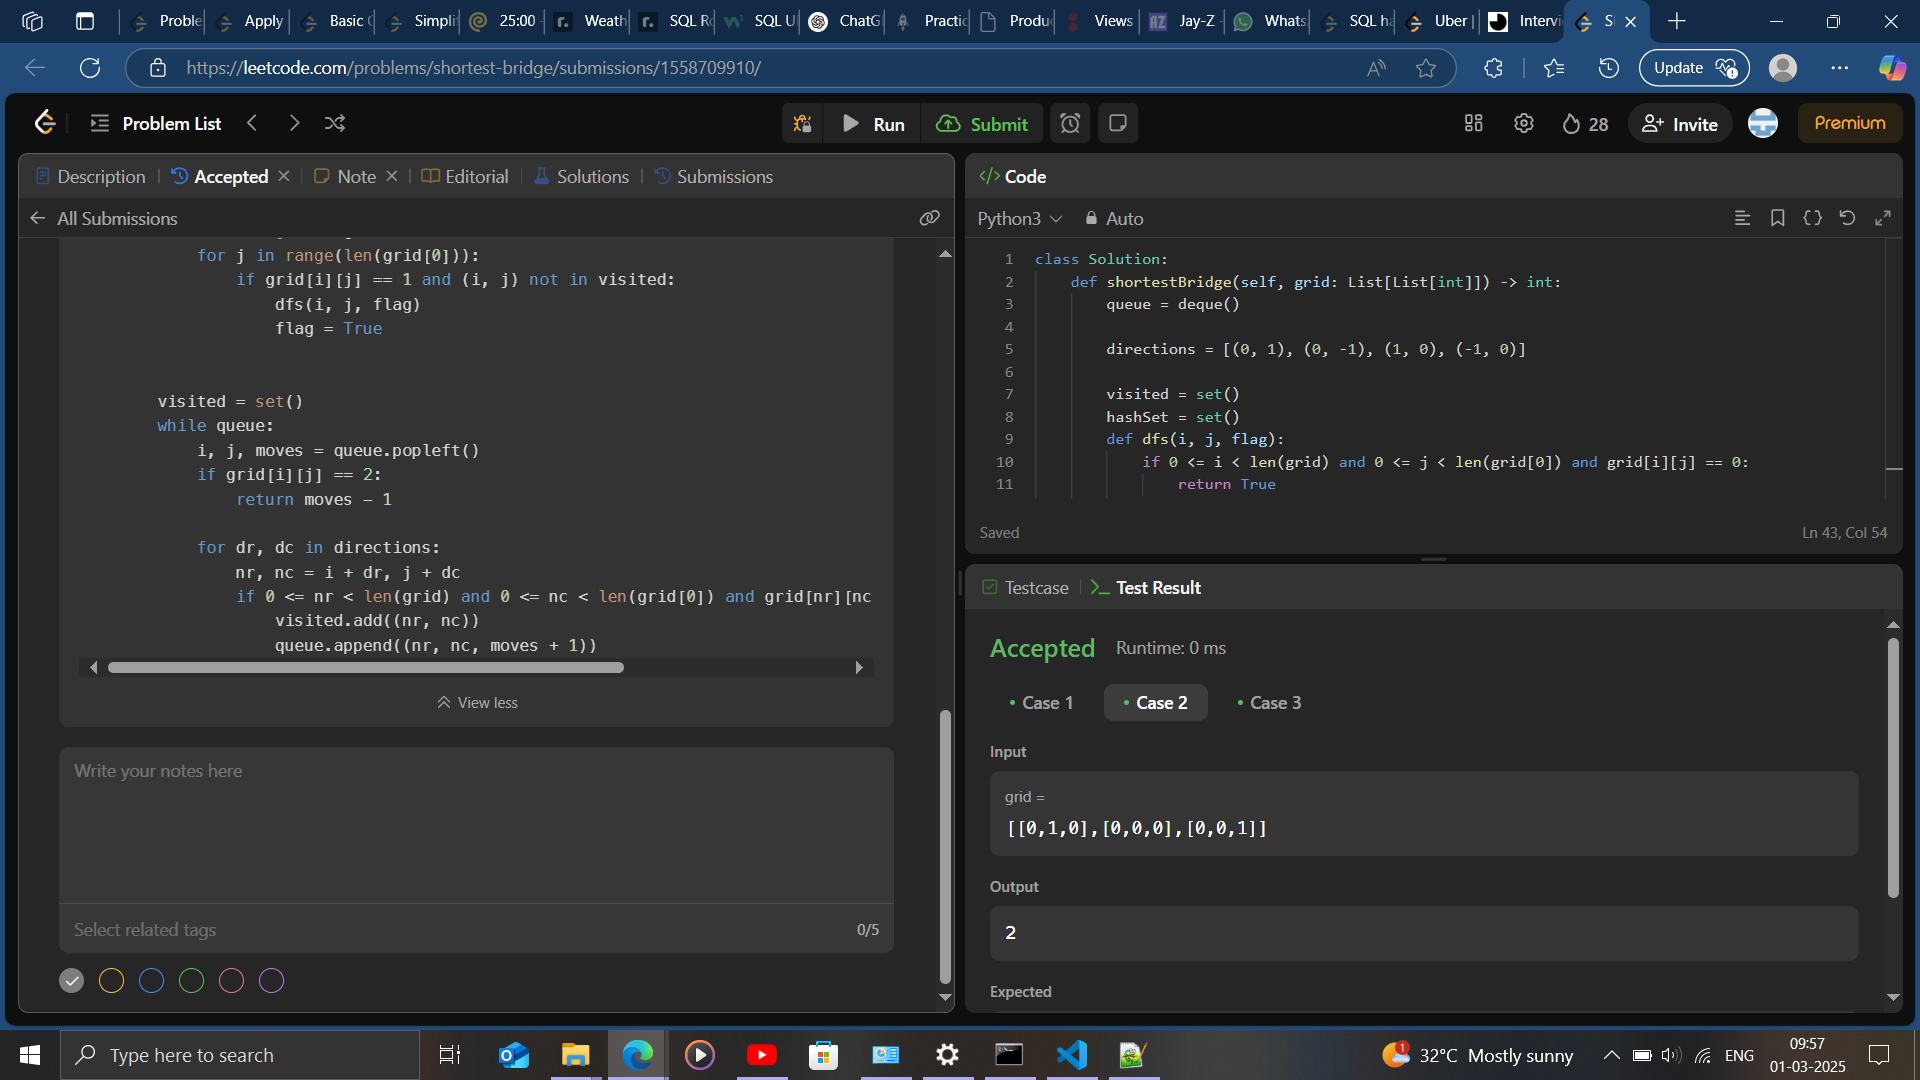 Proble
Apply
Basic
Simplif
25:00
Weath
SQL R
SQL U
ChatG
Practic
Produ
Views
Jay-Z
Whats
SQL ha
Uber |
Intervi
https://leetcode.com/problems/shortest-bridge/submissions/1558709910/
Update
Problem List
Run
Submit
28
Invite
Premium
Description
Accepted
Note
Editorial
Solutions
Submissions
All Submissions
for j in range(len(grid[0])):
if grid[i][j] == 1 and (i, j) not in visited:
dfs(i, j, flag)
flag = True
visited = set()
while queue:
i, j, moves = queue.popleft()
if grid[i][j] == 2:
return moves - 1
for dr, dc in directions:
nr, nc = i + dr, j + dc
if 0 <= nr < len(grid) and 0 <= nc < len(grid[0]) and grid[nr][nc
visited.add((nr, nc))
queue.append((nr, nc, moves + 1))
View less
Write your notes here
Select related tags 0/5
</> Code
Python3 Auto
1 class Solution:
2 def shortestBridge(self, grid: List[List[int]]) -> int:
3 queue = deque()
4
5 directions = [(0, 1), (0, -1), (1, 0), (-1, 0)]
6
7 visited = set()
8 hashSet = set()
9 def dfs(i, j, flag):
10 if 0 <= i < len(grid) and 0 <= j < len(grid[0]) and grid[i][j] == 0:
11 return True
Saved Ln 43, Col 54
Testcase
Test Result
Accepted Runtime: 0 ms
Case 1
Case 2
Case 3
Input
grid =
[[0,1,0],[0,0,0],[0,0,1]]
Output
2
Expected
Type here to search
1
32°C Mostly sunny
ENG
09:57
01-03-2025